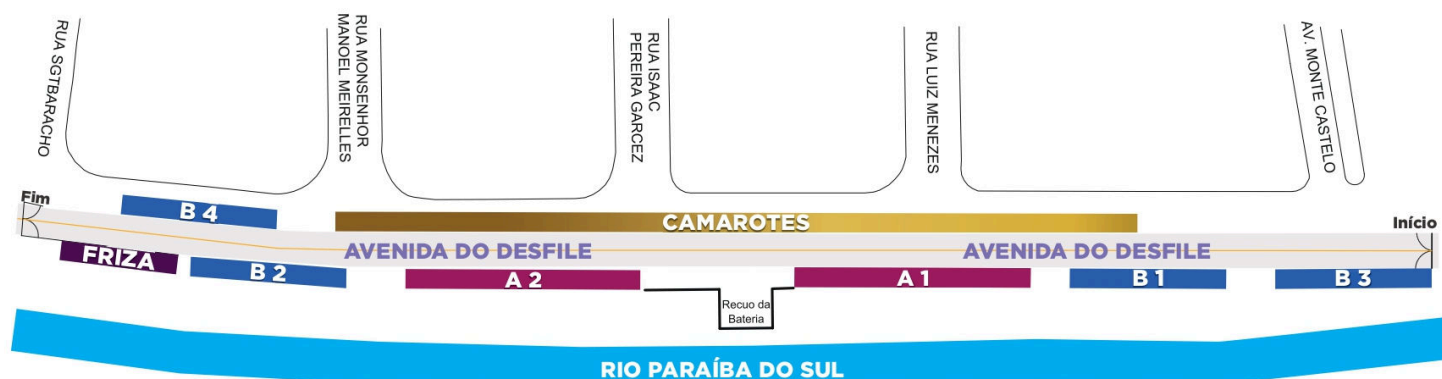 RUA SGTBARACHO
RUA MONSENHOR
MANOEL MEIRELLES
RUA ISAAC
PEREIRA GARCEZ
RUA LUIZ MENEZES
AV. MONTE CASTELO
Fim
B 4
CAMAROTES
Início
AVENIDA DO DESFILE
AVENIDA DO DESFILE
FRIZA
B 2
A 2
A 1
B 1
B 3
Recuo da
Bateria
RIO PARAÍBA DO SUL